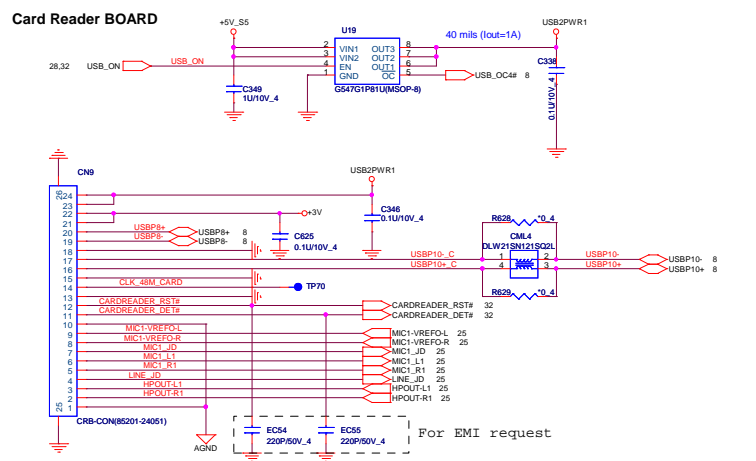 Card Reader BOARD
+5V_S5
U19
USB2PWR1
40 mils (Iout=1A)
2 VIN1 OUT3 8
3 VIN2 OUT2 7
4 EN OUT1 6
1 GND OC 5
28,32 USB_ON USB_ON
USB_OC4# 8
G547G1P81U(MSOP-8)
C349
1U/10V_4
C338
0.1U/10V_4
CN9
USB2PWR1
26
24
23
22
21
20
19
18
17
16
15
14
13
12
11
10
9
8
7
6
5
4
3
2
1
25
+3V
C346
0.1U/10V_4
C625
0.1U/10V_4
USBP8+ USBP8+ 8
USBP8- USBP8- 8
R628 *0_4
CML4
DLW21SN121SQ2L
USBP10-_C 1 2 USBP10- USBP10- 8
USBP10+_C 4 3 USBP10+ USBP10+ 8
R629 *0_4
CLK_48M_CARD TP70
CARDREADER_RST# CARDREADER_RST# 32
CARDREADER_DET# CARDREADER_DET# 32
MIC1-VREFO-L MIC1-VREFO-L 25
MIC1-VREFO-R MIC1-VREFO-R 25
MIC1_JD MIC1_JD 25
MIC1_L1 MIC1_L1 25
MIC1_R1 MIC1_R1 25
LINE_JD LINE_JD 25
HPOUT-L1 HPOUT-L1 25
HPOUT-R1 HPOUT-R1 25
CRB-CON(85201-24051)
AGND
EC54
220P/50V_4
EC55
220P/50V_4
For EMI request